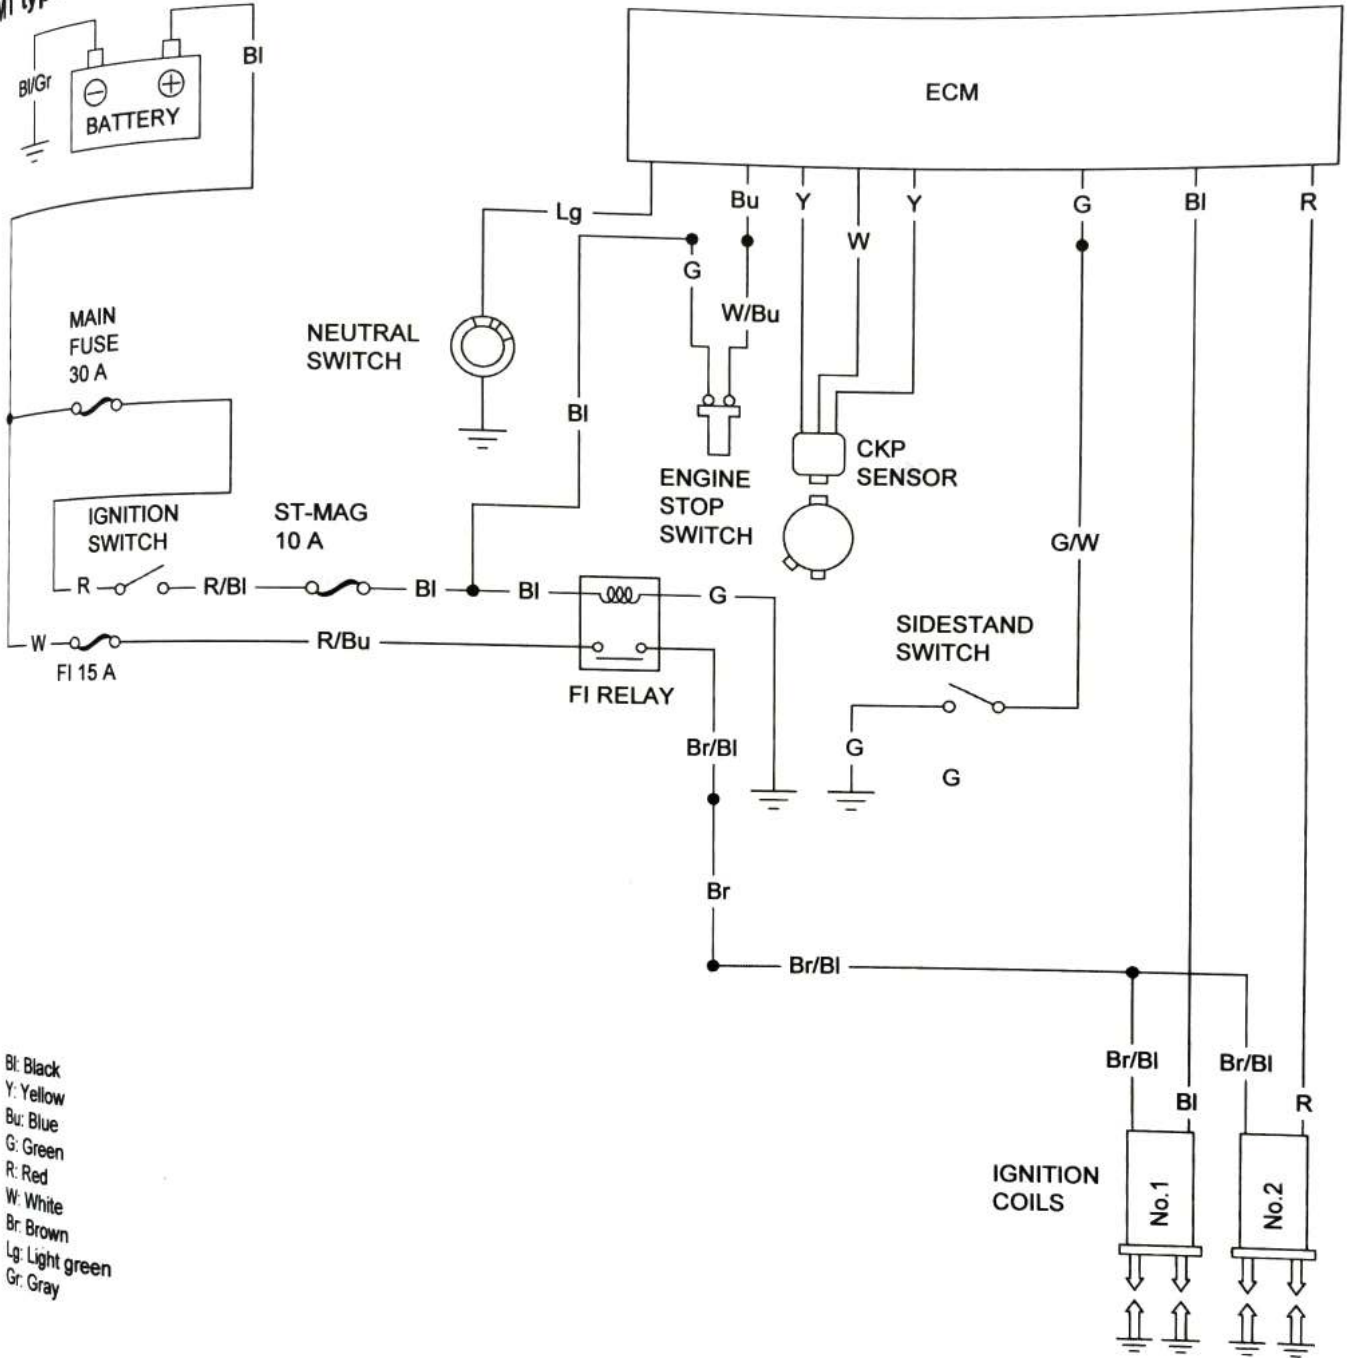 BATTERY
Bl/Gr
Bl
ECM
Lg
Bu
Y
W
Y
G
Bl
R
G
W/Bu
MAIN
FUSE
30 A
NEUTRAL
SWITCH
Bl
ENGINE
STOP
SWITCH
CKP
SENSOR
G/W
IGNITION
SWITCH
ST-MAG
10 A
R
R/Bl
Bl
Bl
G
W
FI 15 A
R/Bu
FI RELAY
SIDESTAND
SWITCH
Br/Bl
G
G
Br
Br/Bl
Br/Bl
Bl
Br/Bl
R
IGNITION
COILS
No.1
No.2
Bl: Black
Y: Yellow
Bu: Blue
G: Green
R: Red
W: White
Br: Brown
Lg: Light green
Gr: Gray